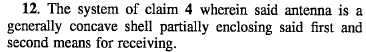 12. The system of claim 4 wherein said antenna is a
generally concave shell partially enclosing said first and
second means for receiving.